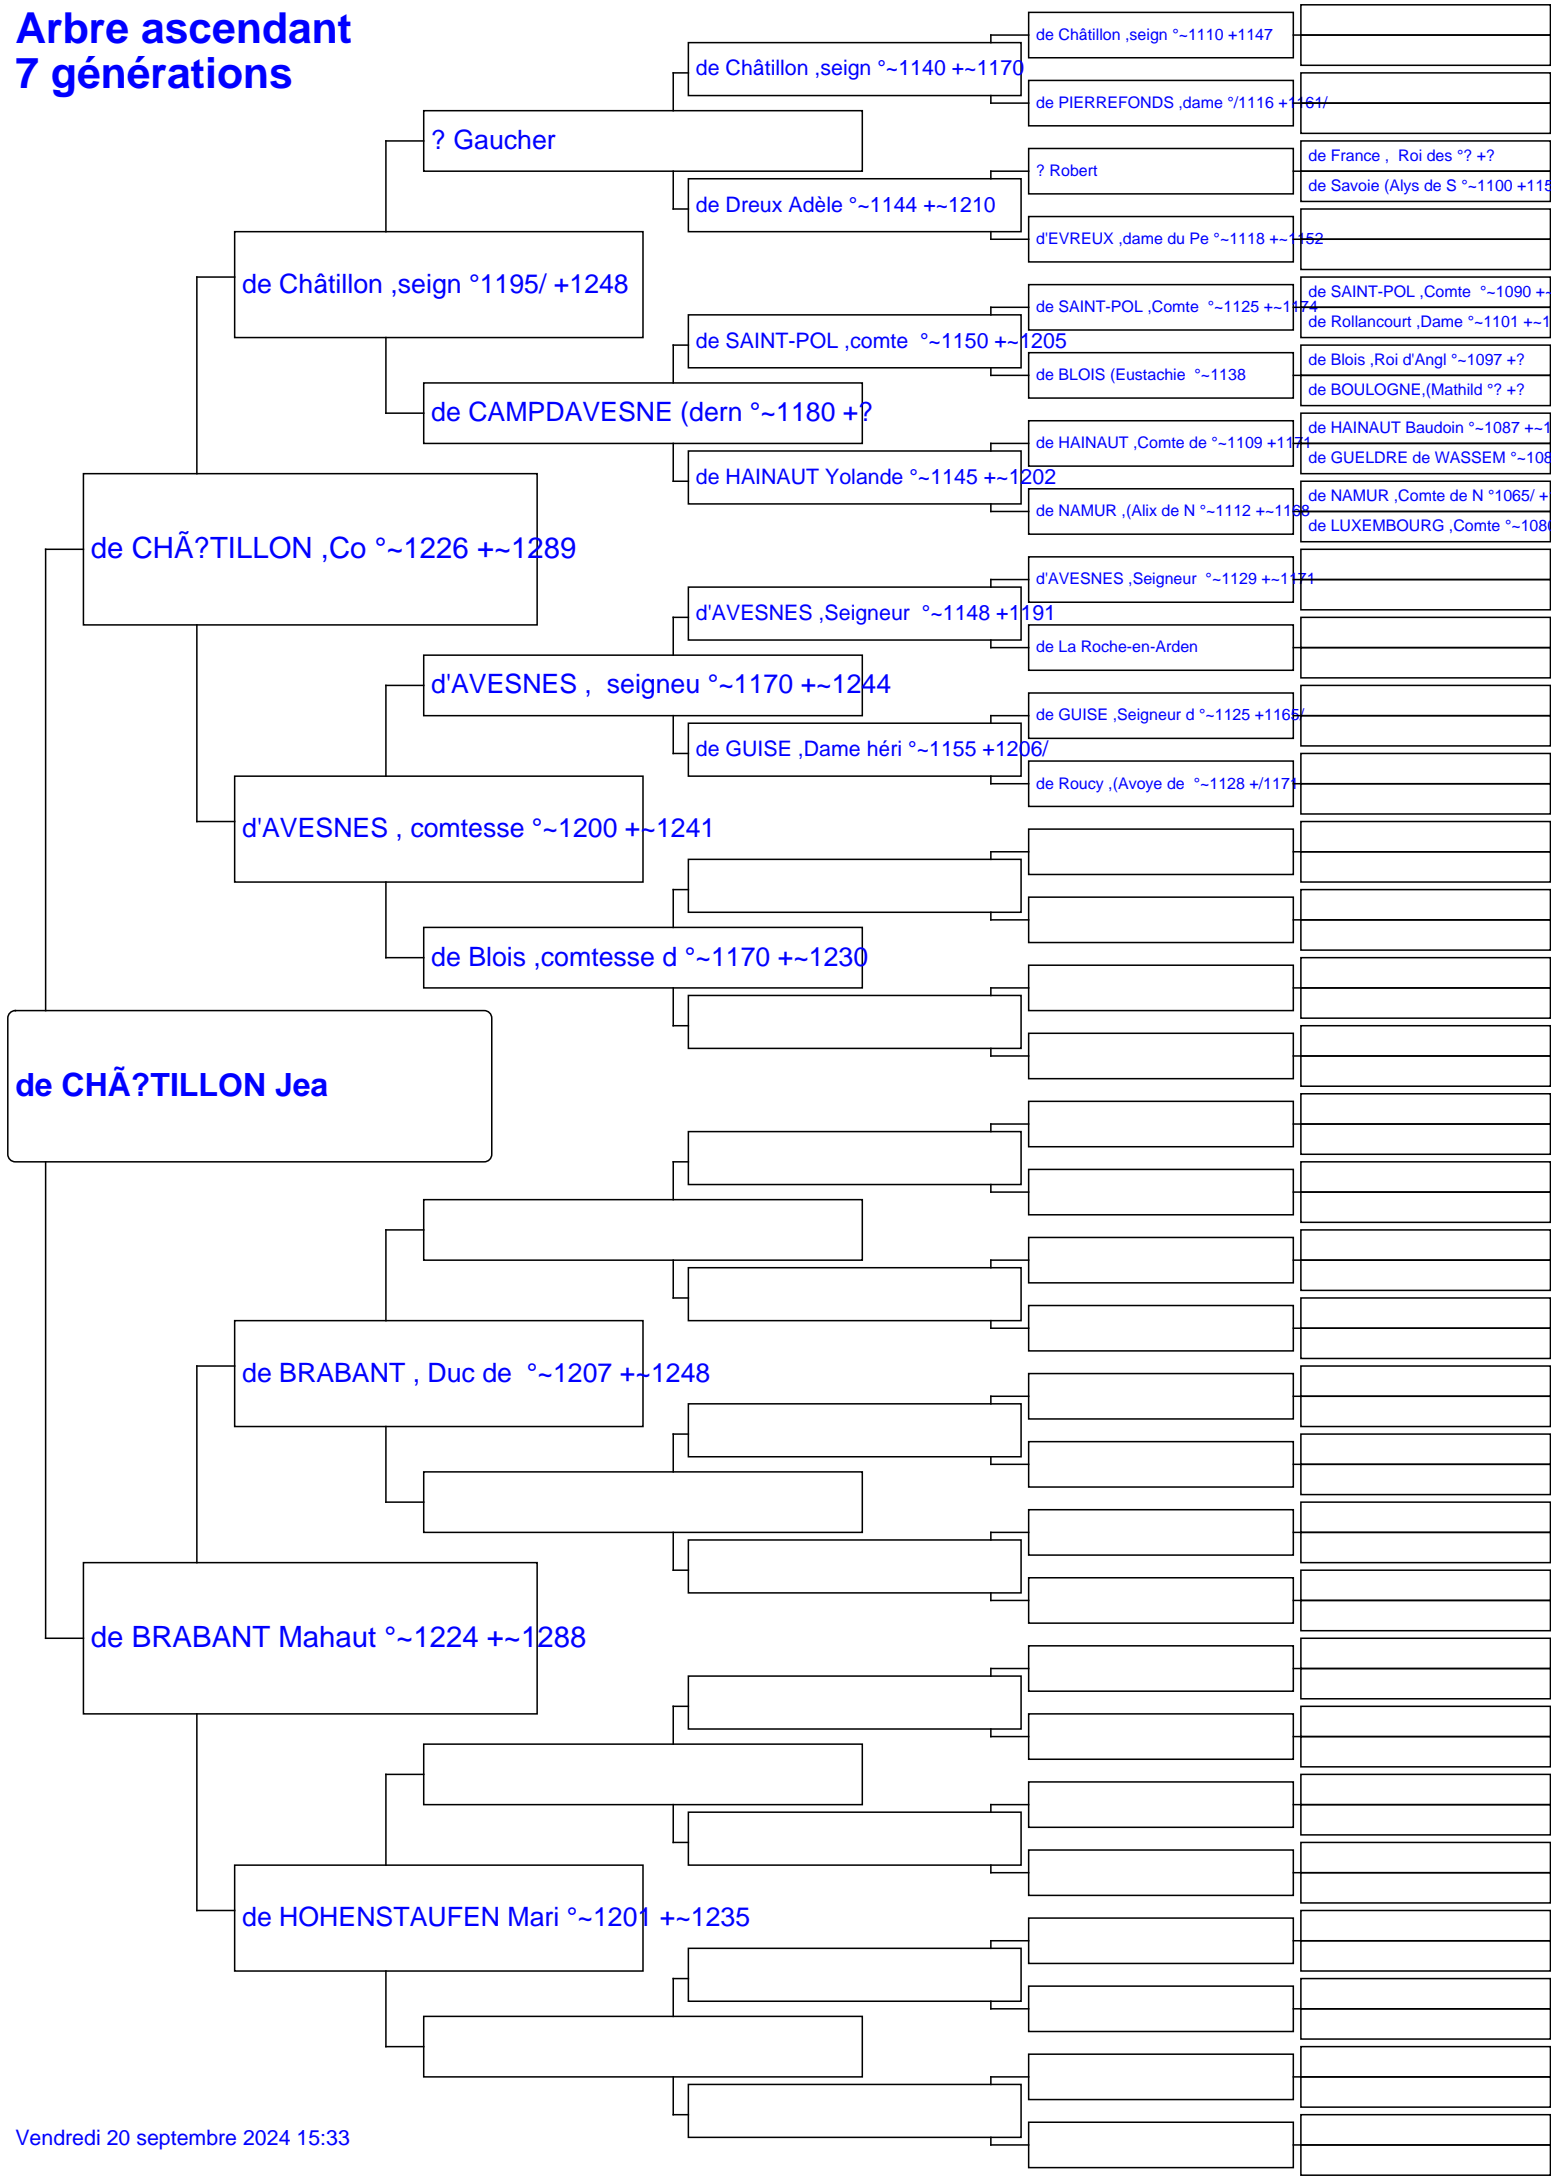 Arbre ascendant
7 générations
de Châtillon ,seign °~1110 +1147
de Châtillon ,seign °~1140 +~1170
de PIERREFONDS ,dame °/1116 +1161/
? Gaucher
de France ,  Roi des °? +?
? Robert
de Savoie (Alys de S °~1100 +115
de Dreux Adèle °~1144 +~1210
d'EVREUX ,dame du Pe °~1118 +~1152
de Châtillon ,seign °1195/ +1248
de SAINT-POL ,Comte  °~1090 +~
de SAINT-POL ,Comte  °~1125 +~1174
de Rollancourt ,Dame °~1101 +~1
de SAINT-POL ,comte  °~1150 +~1205
de Blois ,Roi d'Angl °~1097 +?
de BLOIS (Eustachie  °~1138
de BOULOGNE,(Mathild °? +?
de CAMPDAVESNE (dern °~1180 +?
de HAINAUT Baudoin °~1087 +~1
de HAINAUT ,Comte de °~1109 +1171
de GUELDRE de WASSEM °~108
de HAINAUT Yolande °~1145 +~1202
de NAMUR ,Comte de N °1065/ +
de NAMUR ,(Alix de N °~1112 +~1168
de LUXEMBOURG ,Comte °~1080
de CHÃ?TILLON ,Co °~1226 +~1289
d'AVESNES ,Seigneur  °~1129 +~1171
d'AVESNES ,Seigneur  °~1148 +1191
de La Roche-en-Arden
d'AVESNES ,  seigneu °~1170 +~1244
de GUISE ,Seigneur d °~1125 +1165/
de GUISE ,Dame héri °~1155 +1206/
de Roucy ,(Avoye de  °~1128 +/1171
d'AVESNES , comtesse °~1200 +~1241
de Blois ,comtesse d °~1170 +~1230
de CHÃ?TILLON Jea
de BRABANT , Duc de  °~1207 +~1248
de BRABANT Mahaut °~1224 +~1288
de HOHENSTAUFEN Mari °~1201 +~1235
Vendredi 20 septembre 2024 15:33